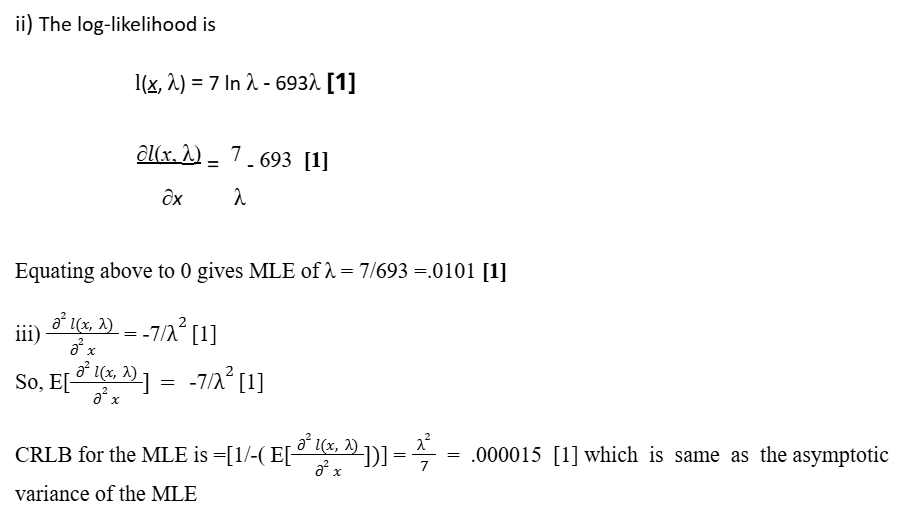 ii) The log-likelihood is
l(x, λ) = 7 ln λ - 693λ [1]
∂l(x, λ) = 7 - 693 [1]
∂x λ
Equating above to 0 gives MLE of λ = 7/693 =.0101 [1]
iii) ∂² l(x, λ) / ∂² x = -7/λ² [1]
So, E[∂² l(x, λ) / ∂² x] = -7/λ² [1]
CRLB for the MLE is =[1/-( E[∂² l(x, λ) / ∂² x])] = λ²/7 = .000015 [1] which is same as the asymptotic
variance of the MLE